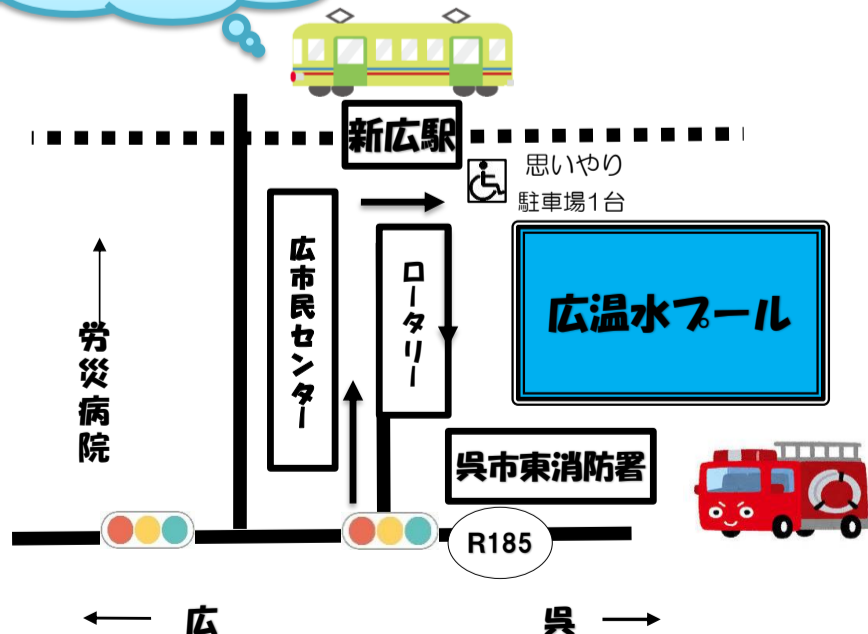 新広駅
思いやり
駐車場1台
広市民センター
ロータリー
広温水プール
労災病院
呉市東消防署
R185
広
呉